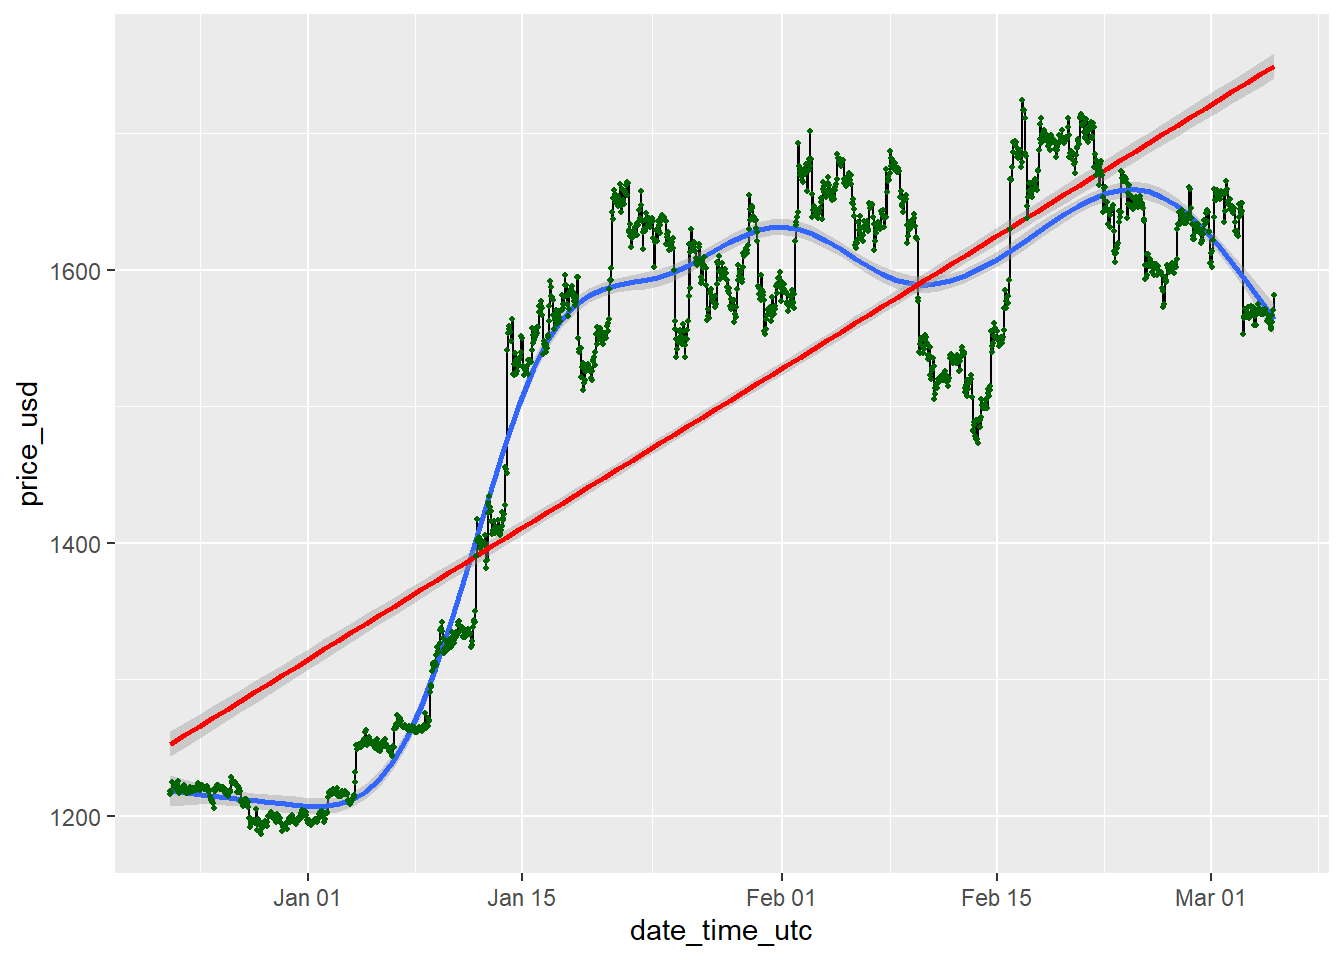 price_usd
1600
1400
1200
Jan 01
Jan 15
Feb 01
Feb 15
Mar 01
date_time_utc